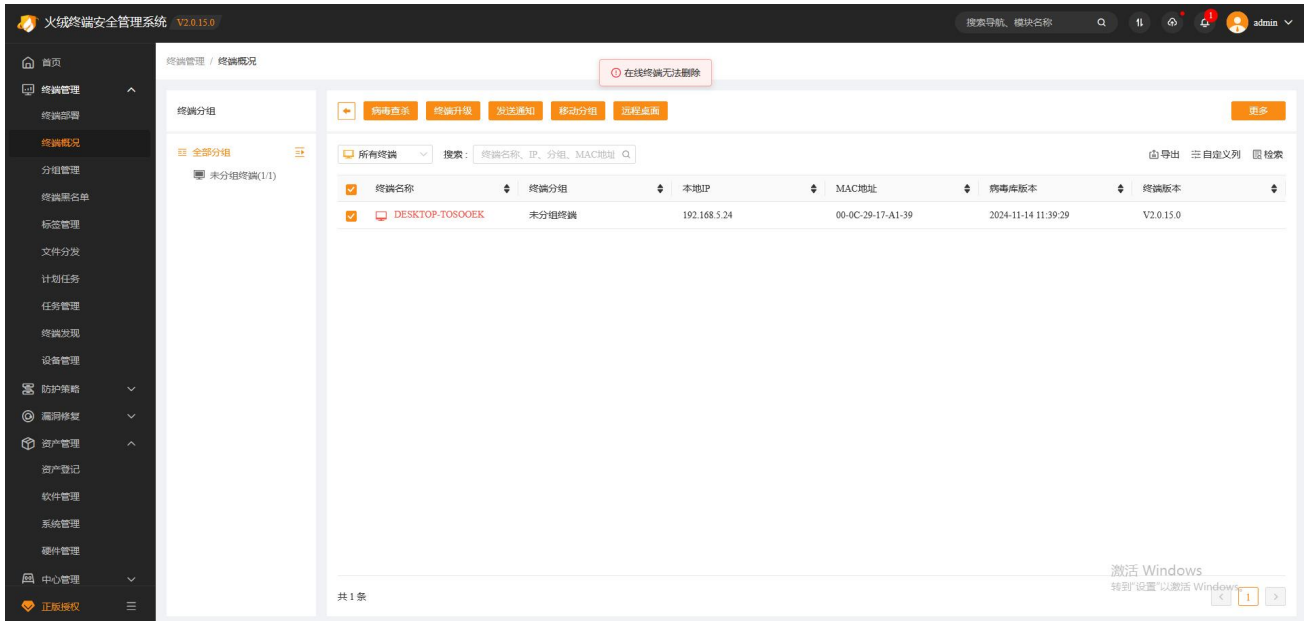 火绒终端安全管理系统 V2.0.15.0 搜索导航、模块名称 1 admin
首页
终端管理 / 终端概况
在线终端无法删除
终端管理
终端部署
终端概况
分组管理
终端黑名单
标签管理
文件分发
计划任务
任务管理
终端发现
设备管理
防护策略
漏洞修复
资产管理
资产登记
软件管理
系统管理
硬件管理
中心管理
正版授权
终端分组
全部分组
未分组终端(1/1)
病毒查杀 终端升级 发送通知 移动分组 远程桌面 更多
所有终端 搜索: 终端名称、IP、分组、MAC地址 导出 自定义列 检索
终端名称 终端分组 本地IP MAC地址 病毒库版本 终端版本
DESKTOP-TOSOOEK 未分组终端 192.168.5.24 00-0C-29-17-A1-39 2024-11-14 11:39:29 V2.0.15.0
激活 Windows
转到"设置"以激活 Windows。
共1条 < 1 >